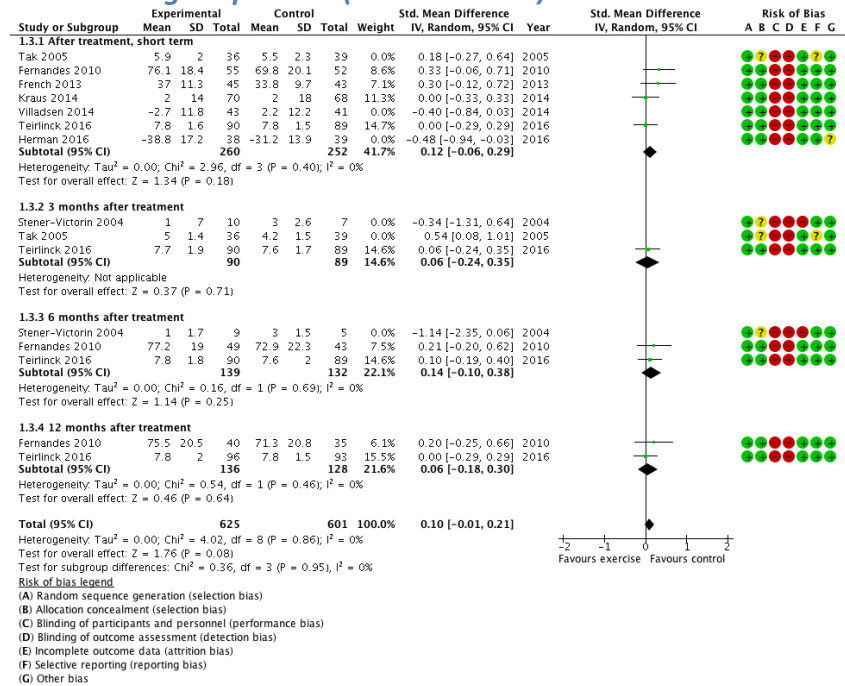 Experimental Control Std. Mean Difference Std. Mean Difference Risk of Bias
Study or Subgroup Mean SD Total Mean SD Total Weight IV, Random, 95% CI Year IV, Random, 95% CI A B C D E F G
1.3.1 After treatment, short term
Tak 2005 5.9 2 36 5.5 2.3 39 0.0% 0.18 [-0.27, 0.64] 2005 + ? - - + ? +
Fernandes 2010 76.1 18.4 55 69.8 20.1 52 8.6% 0.33 [-0.06, 0.71] 2010 + + - - + + +
French 2013 37 11.3 45 33.8 9.7 43 7.1% 0.30 [-0.12, 0.72] 2013 + + - - + + +
Kraus 2014 2 14 70 2 18 68 11.3% 0.00 [-0.33, 0.33] 2014 + + - - + + +
Villadsen 2014 -2.7 11.8 43 2.2 12.2 41 0.0% -0.40 [-0.84, 0.03] 2014 + + - - + + +
Teirlinck 2016 7.8 1.6 90 7.8 1.5 89 14.7% 0.00 [-0.29, 0.29] 2016 + + - - + + +
Herman 2016 -38.8 17.2 38 -31.2 13.9 39 0.0% -0.48 [-0.94, -0.03] 2016 + + - - + + ?
Subtotal (95% CI) 260 252 41.7% 0.12 [-0.06, 0.29]
Heterogeneity: Tau² = 0.00; Chi² = 2.96, df = 3 (P = 0.40); I² = 0%
Test for overall effect: Z = 1.34 (P = 0.18)
1.3.2 3 months after treatment
Stener-Victorin 2004 1 7 10 3 2.6 7 0.0% -0.34 [-1.31, 0.64] 2004 + ? - - - + +
Tak 2005 5 1.4 36 4.2 1.5 39 0.0% 0.54 [0.08, 1.01] 2005 + ? - - + ? +
Teirlinck 2016 7.7 1.9 90 7.6 1.7 89 14.6% 0.06 [-0.24, 0.35] 2016 + + - - + + +
Subtotal (95% CI) 90 89 14.6% 0.06 [-0.24, 0.35]
Heterogeneity: Not applicable
Test for overall effect: Z = 0.37 (P = 0.71)
1.3.3 6 months after treatment
Stener-Victorin 2004 1 1.7 9 3 1.5 5 0.0% -1.14 [-2.35, 0.06] 2004 + ? - - - + +
Fernandes 2010 77.2 19 49 72.9 22.3 43 7.5% 0.21 [-0.20, 0.62] 2010 + + - - + + +
Teirlinck 2016 7.8 1.8 90 7.6 2 89 14.6% 0.10 [-0.19, 0.40] 2016 + + - - + + +
Subtotal (95% CI) 139 132 22.1% 0.14 [-0.10, 0.38]
Heterogeneity: Tau² = 0.00; Chi² = 0.16, df = 1 (P = 0.69); I² = 0%
Test for overall effect: Z = 1.14 (P = 0.25)
1.3.4 12 months after treatment
Fernandes 2010 75.5 20.5 40 71.3 20.8 35 6.1% 0.20 [-0.25, 0.66] 2010 + + - - + + +
Teirlinck 2016 7.8 2 96 7.8 1.5 93 15.5% 0.00 [-0.29, 0.29] 2016 + + - - + + +
Subtotal (95% CI) 136 128 21.6% 0.06 [-0.18, 0.30]
Heterogeneity: Tau² = 0.00; Chi² = 0.54, df = 1 (P = 0.46); I² = 0%
Test for overall effect: Z = 0.46 (P = 0.64)
Total (95% CI) 625 601 100.0% 0.10 [-0.01, 0.21]
Heterogeneity: Tau² = 0.00; Chi² = 4.02, df = 8 (P = 0.86); I² = 0%
Test for overall effect: Z = 1.76 (P = 0.08)
Test for subgroup differences: Chi² = 0.36, df = 3 (P = 0.95), I² = 0%
-2 -1 0 1 2
Favours exercise Favours control
Risk of bias legend
(A) Random sequence generation (selection bias)
(B) Allocation concealment (selection bias)
(C) Blinding of participants and personnel (performance bias)
(D) Blinding of outcome assessment (detection bias)
(E) Incomplete outcome data (attrition bias)
(F) Selective reporting (reporting bias)
(G) Other bias